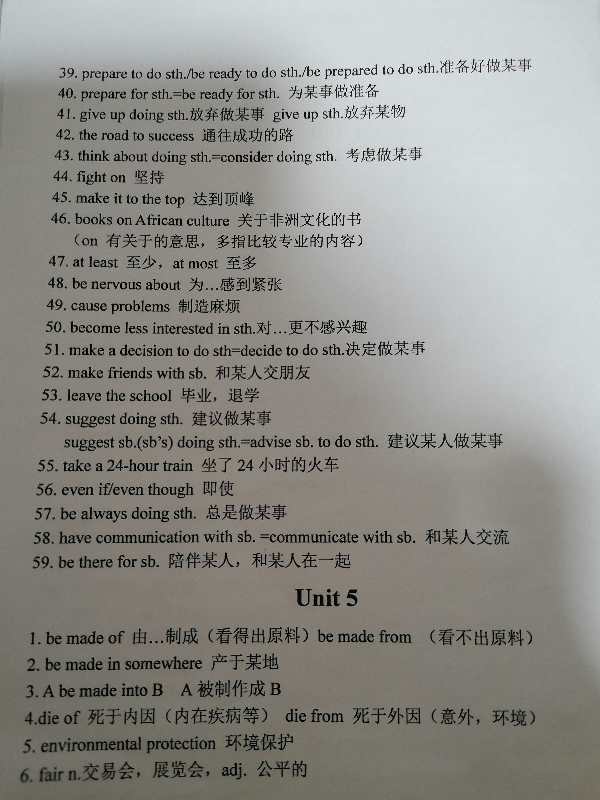 39. prepare to do sth./be ready to do sth./be prepared to do sth.准备好做某事
40. prepare for sth.=be ready for sth. 为某事做准备
41. give up doing sth.放弃做某事 give up sth.放弃某物
42. the road to success 通往成功的路
43. think about doing sth.=consider doing sth. 考虑做某事
44. fight on 坚持
45. make it to the top 达到顶峰
46. books on African culture 关于非洲文化的书
（on 有关于的意思，多指比较专业的内容）
47. at least 至少，at most 至多
48. be nervous about 为…感到紧张
49. cause problems 制造麻烦
50. become less interested in sth.对…更不感兴趣
51. make a decision to do sth=decide to do sth.决定做某事
52. make friends with sb. 和某人交朋友
53. leave the school 毕业，退学
54. suggest doing sth. 建议做某事
suggest sb.(sb's) doing sth.=advise sb. to do sth. 建议某人做某事
55. take a 24-hour train 坐了 24 小时的火车
56. even if/even though 即使
57. be always doing sth. 总是做某事
58. have communication with sb. =communicate with sb. 和某人交流
59. be there for sb. 陪伴某人，和某人在一起
Unit 5
1. be made of 由…制成（看得出原料）be made from （看不出原料）
2. be made in somewhere 产于某地
3. A be made into B A 被制作成 B
4.die of 死于内因（内在疾病等） die from 死于外因（意外，环境）
5. environmental protection 环境保护
6. fair n.交易会，展览会，adj. 公平的